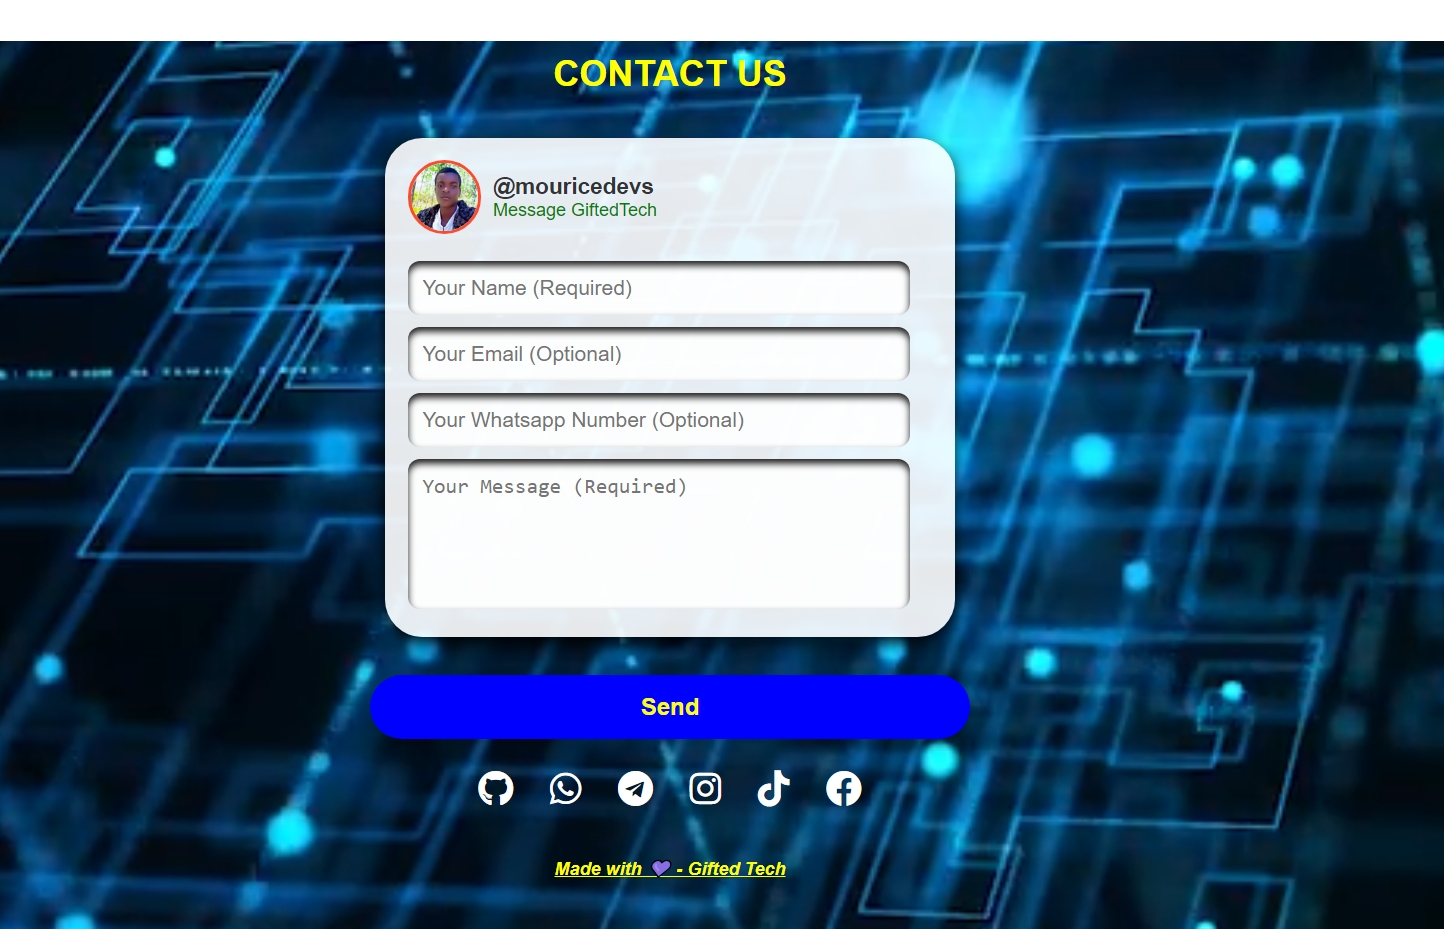 CONTACT US
@mouricedevs
Message GiftedTech
Your Name (Required)
Your Email (Optional)
Your Whatsapp Number (Optional)
Your Message (Required)
Send
Made with 💜 - Gifted Tech